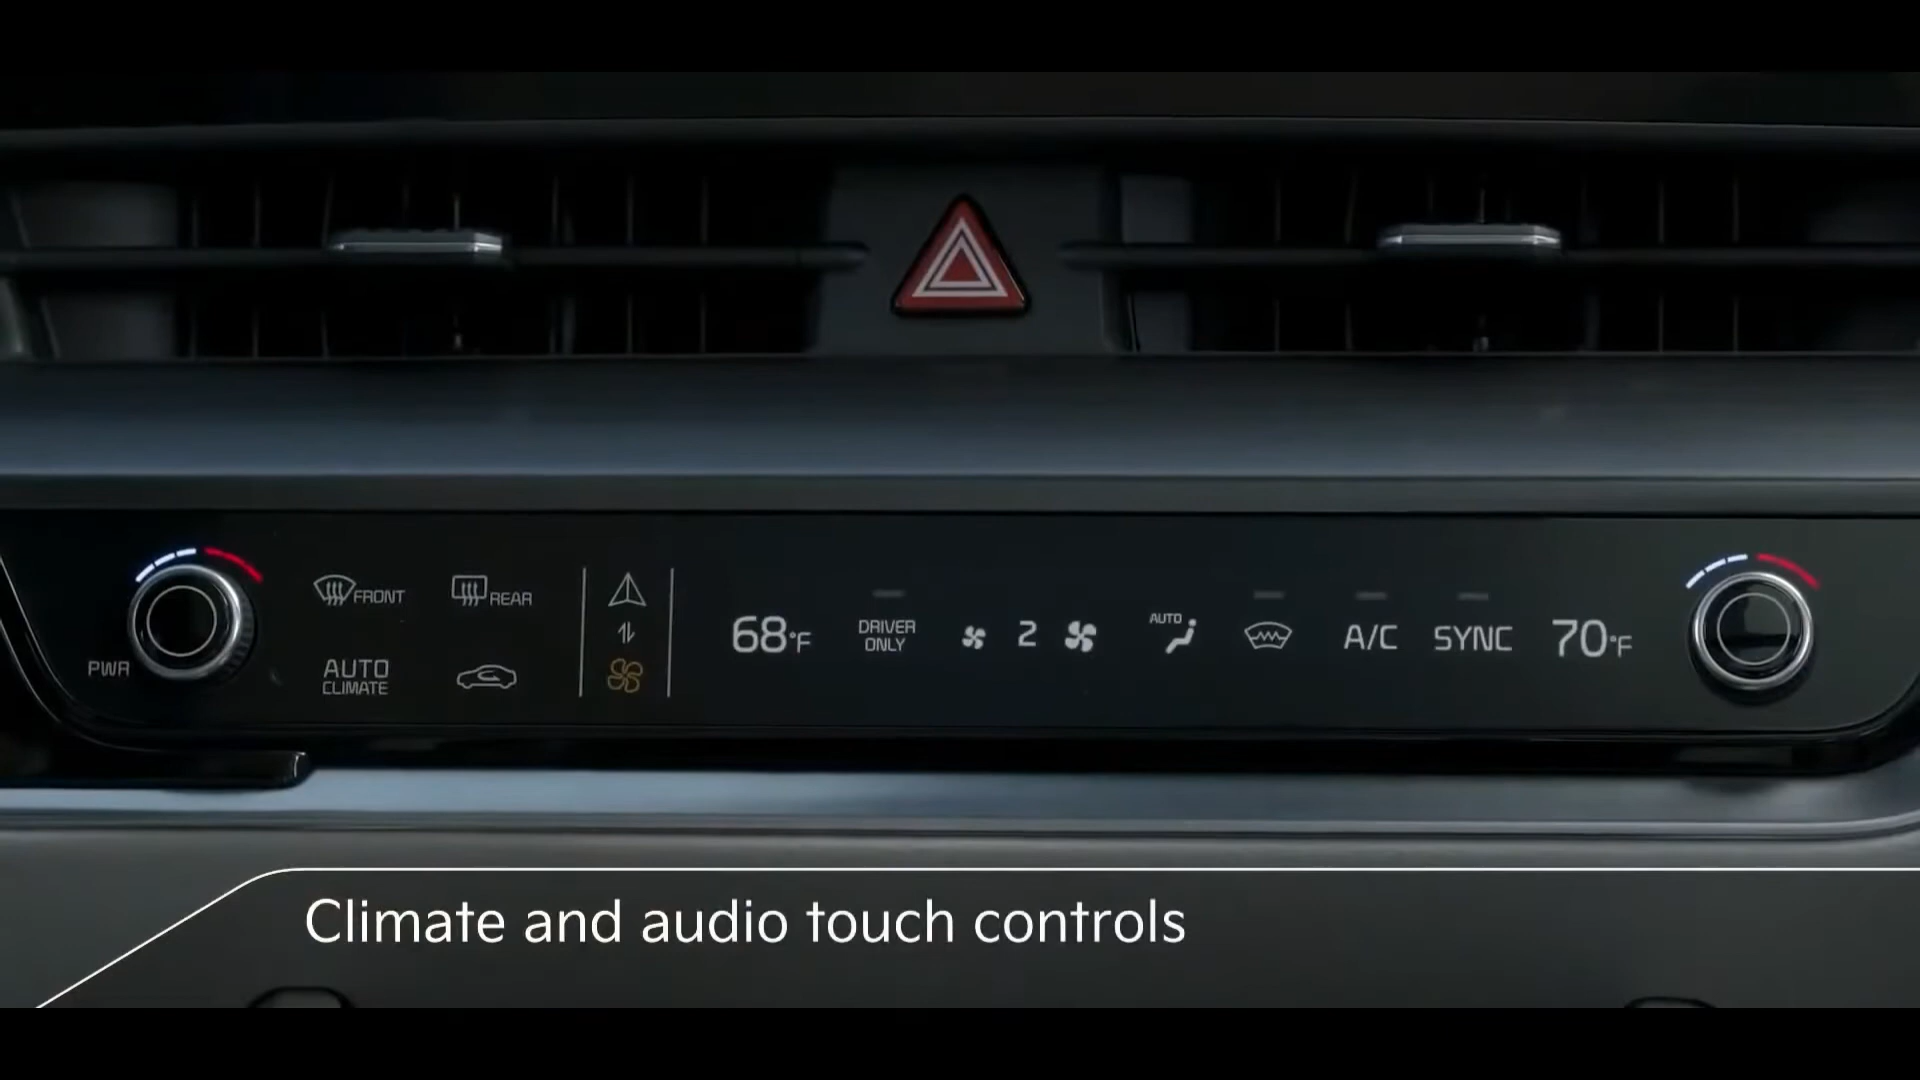 FRONT
REAR
PWR
AUTO
CLIMATE
68°F
DRIVER
ONLY
2
AUTO
A/C
SYNC
70°F
Climate and audio touch controls